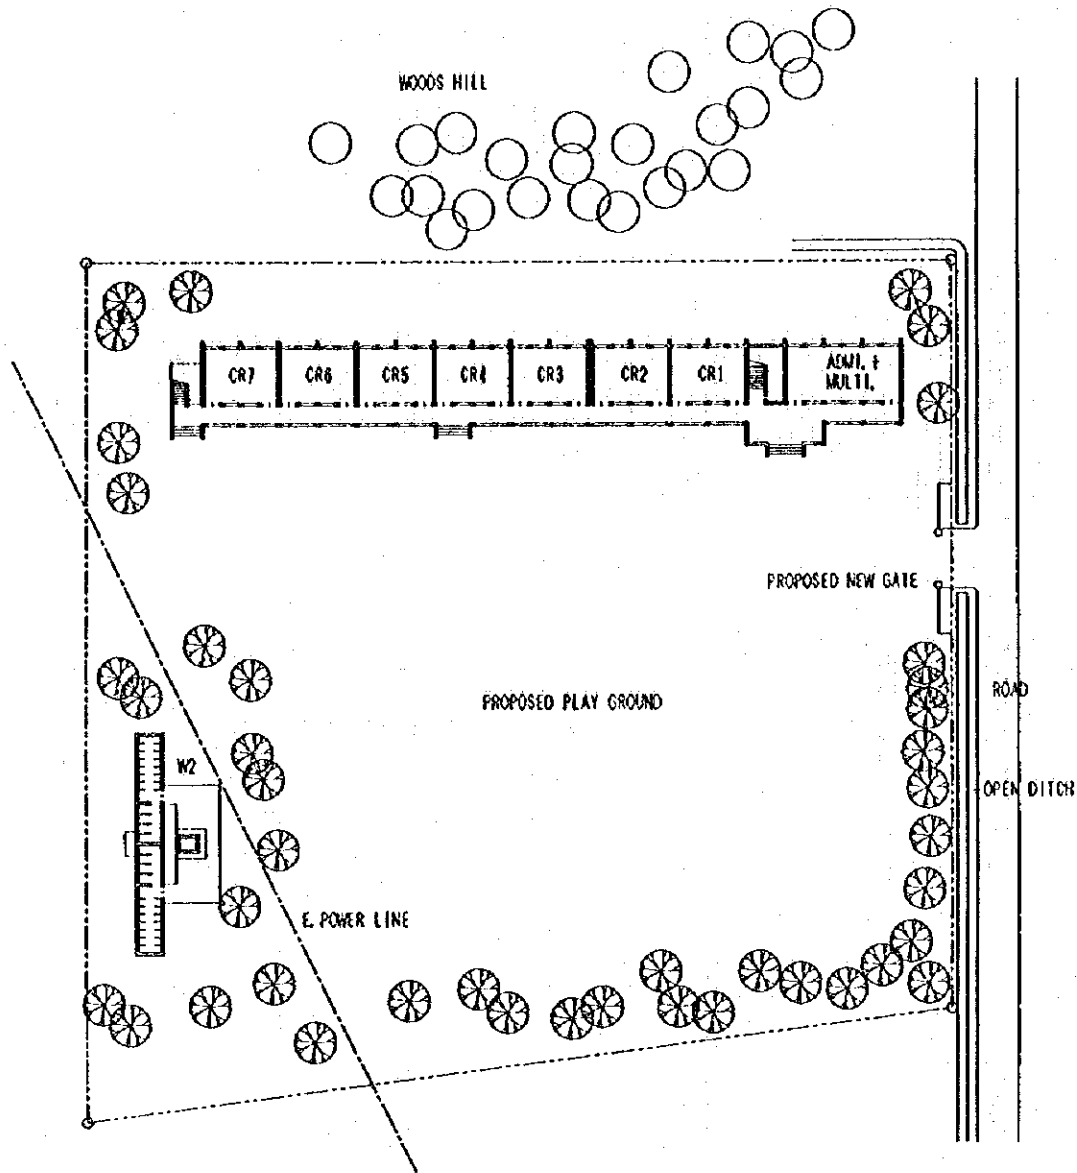 WOODS HILL
CR7
CR6
CR5
CR4
CR3
CR2
CR1
ADMI. &
MULTI.
PROPOSED NEW GATE
PROPOSED PLAY GROUND
ROAD
W2
OPEN DITCH
E. POWER LINE